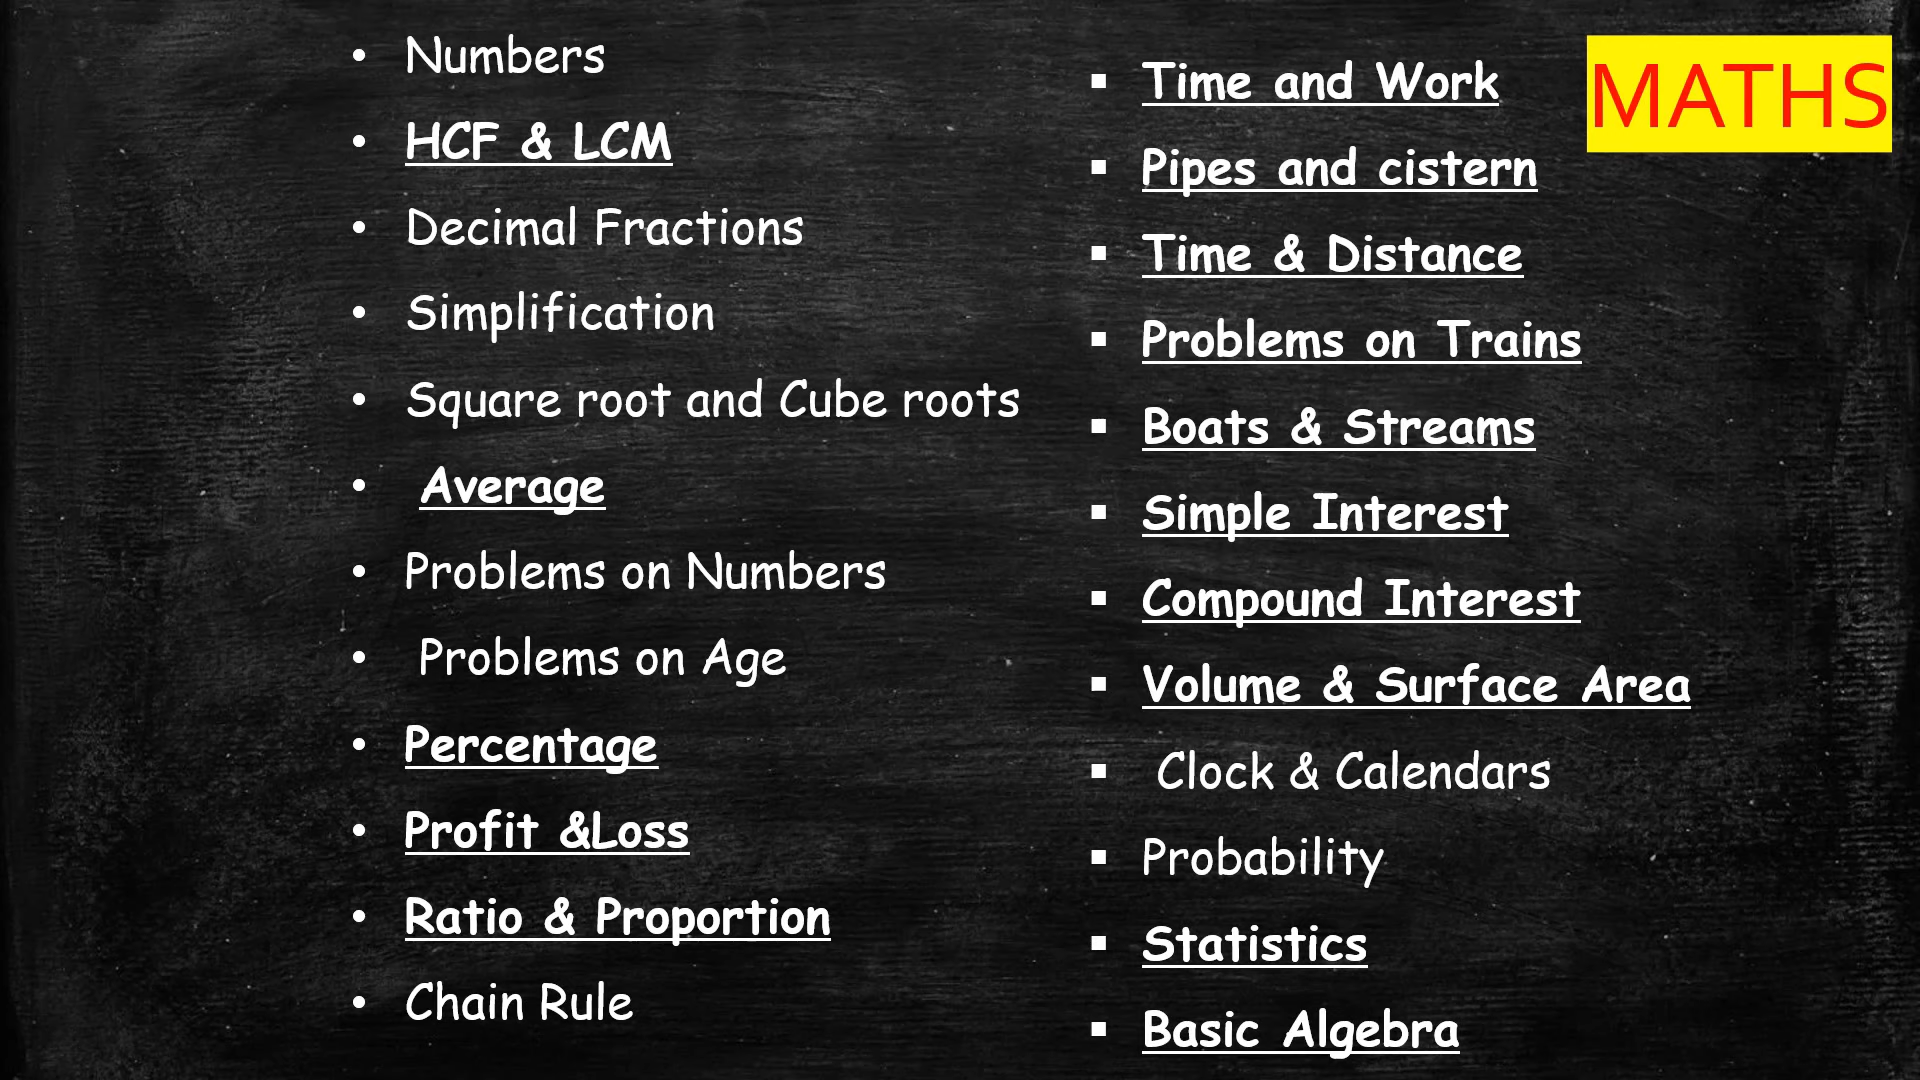 • Numbers
• HCF & LCM
• Decimal Fractions
• Simplification
• Square root and Cube roots
• Average
• Problems on Numbers
• Problems on Age
• Percentage
• Profit &Loss
• Ratio & Proportion
• Chain Rule
▪ Time and Work
▪ Pipes and cistern
▪ Time & Distance
▪ Problems on Trains
▪ Boats & Streams
▪ Simple Interest
▪ Compound Interest
▪ Volume & Surface Area
▪ Clock & Calendars
▪ Probability
▪ Statistics
▪ Basic Algebra
MATHS